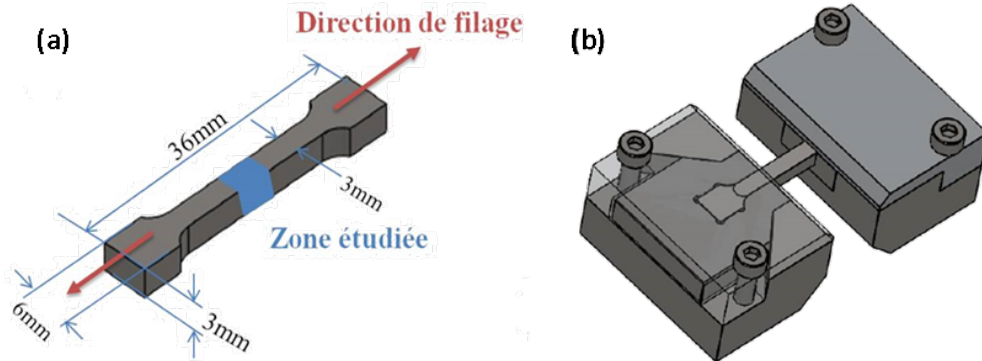 (a)
Direction de filage
36mm
3mm
Zone étudiée
6mm
3mm
(b)